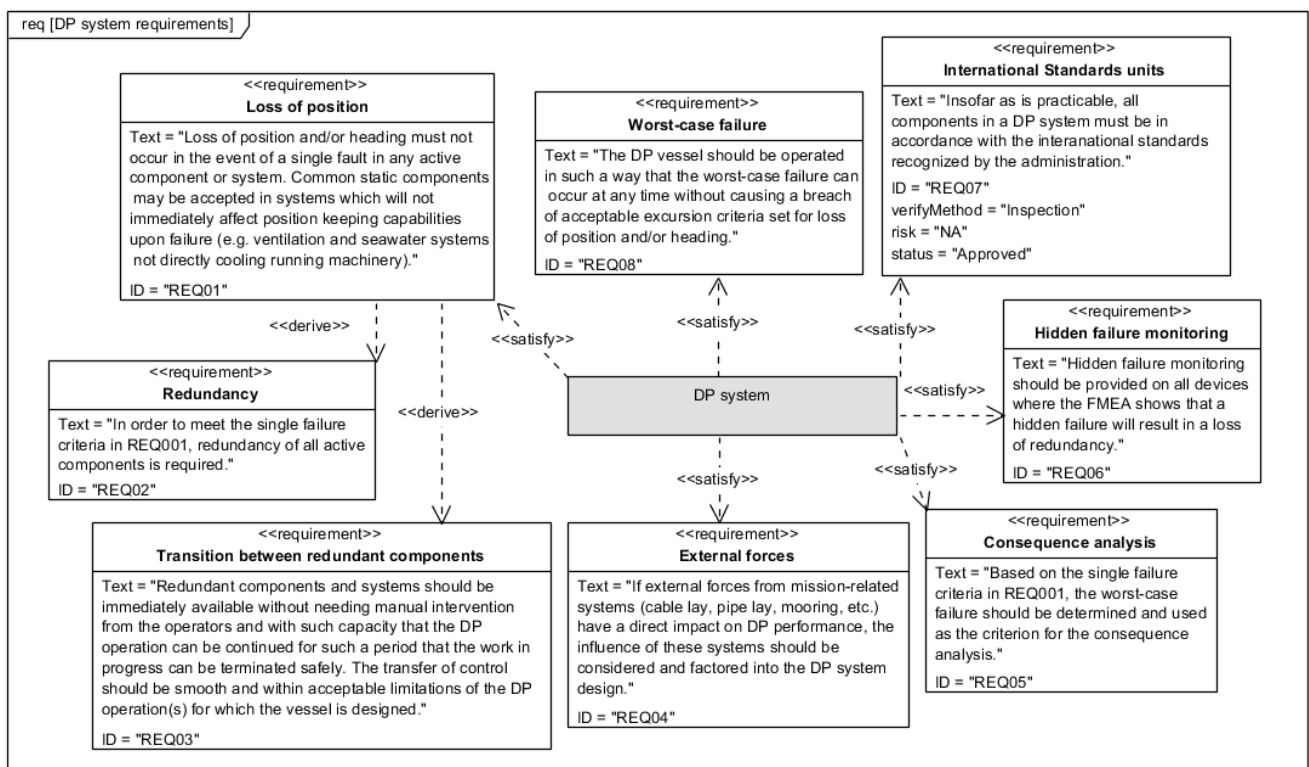 req [DP system requirements]
<<requirement>>
Loss of position
Text = "Loss of position and/or heading must not
occur in the event of a single fault in any active
component or system. Common static components
may be accepted in systems which will not
immediately affect position keeping capabilities
upon failure (e.g. ventilation and seawater systems
not directly cooling running machinery)."
ID = "REQ01"
<<requirement>>
Worst-case failure
Text = "The DP vessel should be operated
in such a way that the worst-case failure can
occur at any time without causing a breach
of acceptable excursion criteria set for loss
of position and/or heading."
ID = "REQ08"
<<requirement>>
International Standards units
Text = "Insofar as is practicable, all
components in a DP system must be in
accordance with the interenational standards
recognized by the administration."
ID = "REQ07"
verifyMethod = "Inspection"
risk = "NA"
status = "Approved"
<<derive>>
<<satisfy>>
<<satisfy>>
<<satisfy>>
<<requirement>>
Hidden failure monitoring
Text = "Hidden failure monitoring
should be provided on all devices
where the FMEA shows that a
hidden failure will result in a loss
of redundancy."
ID = "REQ06"
<<requirement>>
Redundancy
Text = "In order to meet the single failure
criteria in REQ001, redundancy of all active
components is required."
ID = "REQ02"
<<derive>>
DP system
<<satisfy>>
<<satisfy>>
<<satisfy>>
<<requirement>>
Transition between redundant components
Text = "Redundant components and systems should be
immediately available without needing manual intervention
from the operators and with such capacity that the DP
operation can be continued for such a period that the work in
progress can be terminated safely. The transfer of control
should be smooth and within acceptable limitations of the DP
operation(s) for which the vessel is designed."
ID = "REQ03"
<<requirement>>
External forces
Text = "If external forces from mission-related
systems (cable lay, pipe lay, mooring, etc.)
have a direct impact on DP performance, the
influence of these systems should be
considered and factored into the DP system
design."
ID = "REQ04"
<<requirement>>
Consequence analysis
Text = "Based on the single failure
criteria in REQ001, the worst-case
failure should be determined and used
as the criterion for the consequence
analysis."
ID = "REQ05"